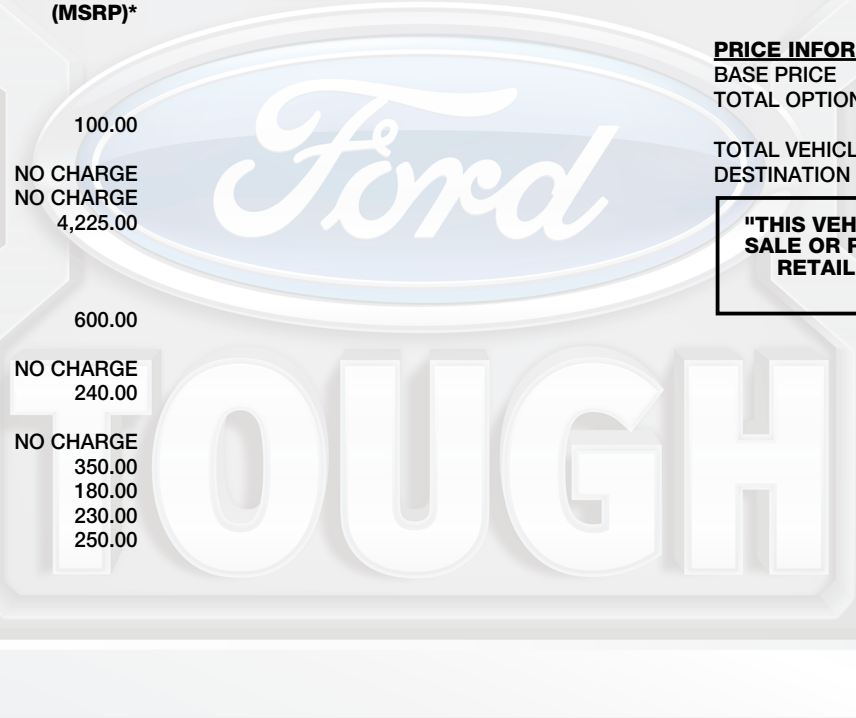 (MSRP)*
100.00
NO CHARGE
NO CHARGE
4,225.00
600.00
NO CHARGE
240.00
NO CHARGE
350.00
180.00
230.00
250.00
PRICE INFOR
BASE PRICE
TOTAL OPTION
TOTAL VEHICL
DESTINATION
"THIS VEH
SALE OR
RETAIL
Ford
TOUGH